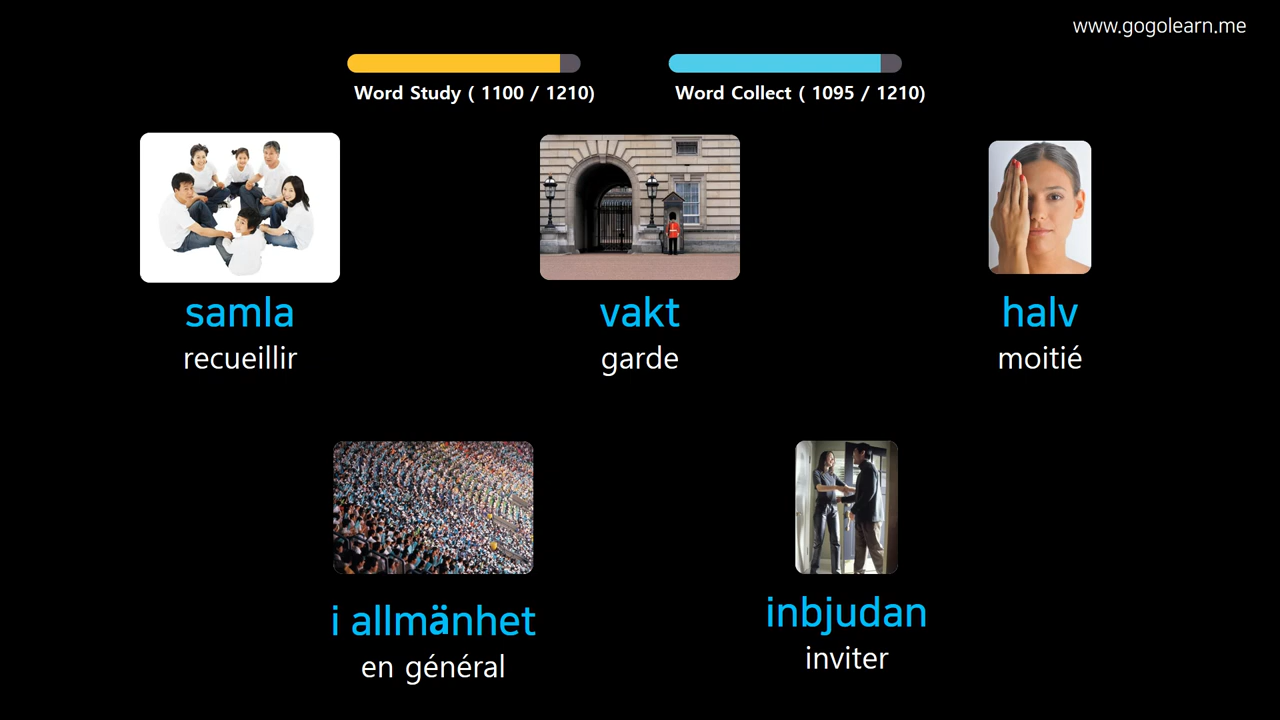 www.gogolearn.me
Word Study ( 1100 / 1210)
Word Collect ( 1095 / 1210)
samla
recueillir
vakt
garde
halv
moitié
i allmänhet
en général
inbjudan
inviter